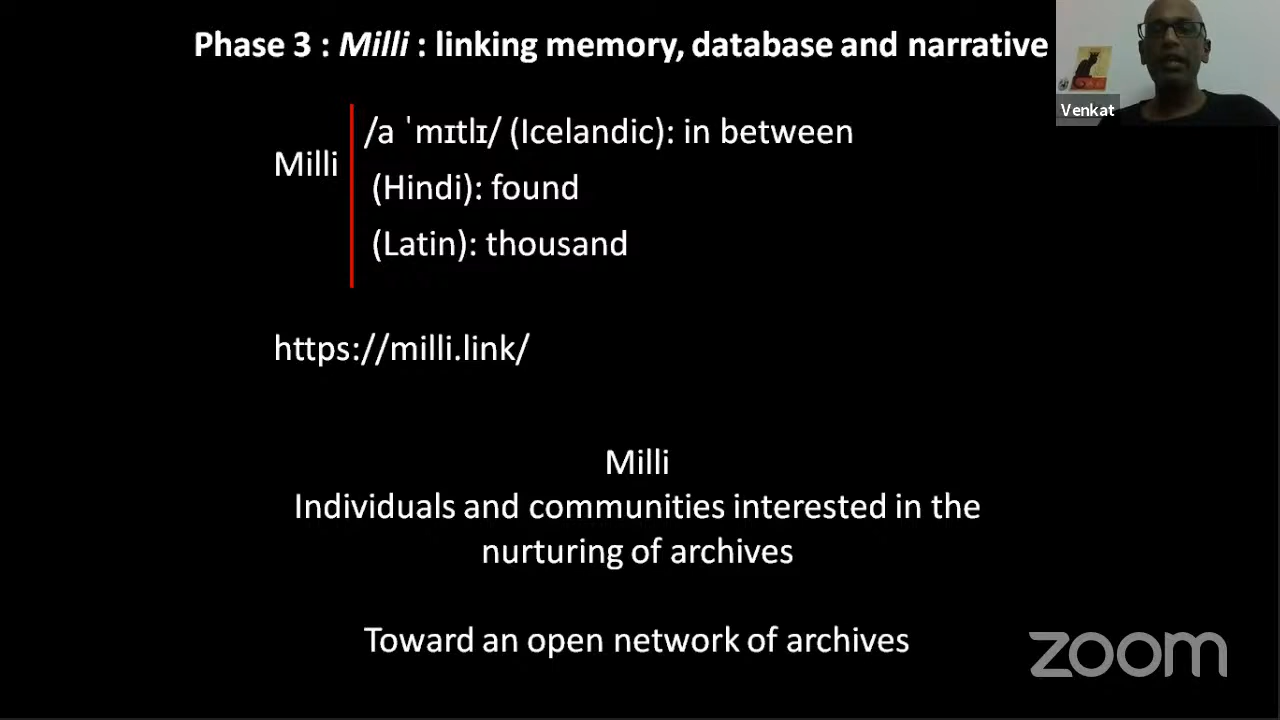 Phase 3 : Milli : linking memory, database and narrative
Venkat
Milli
/a ˈmɪtlɪ/ (Icelandic): in between
(Hindi): found
(Latin): thousand
https://milli.link/
Milli
Individuals and communities interested in the
nurturing of archives
Toward an open network of archives
zoom